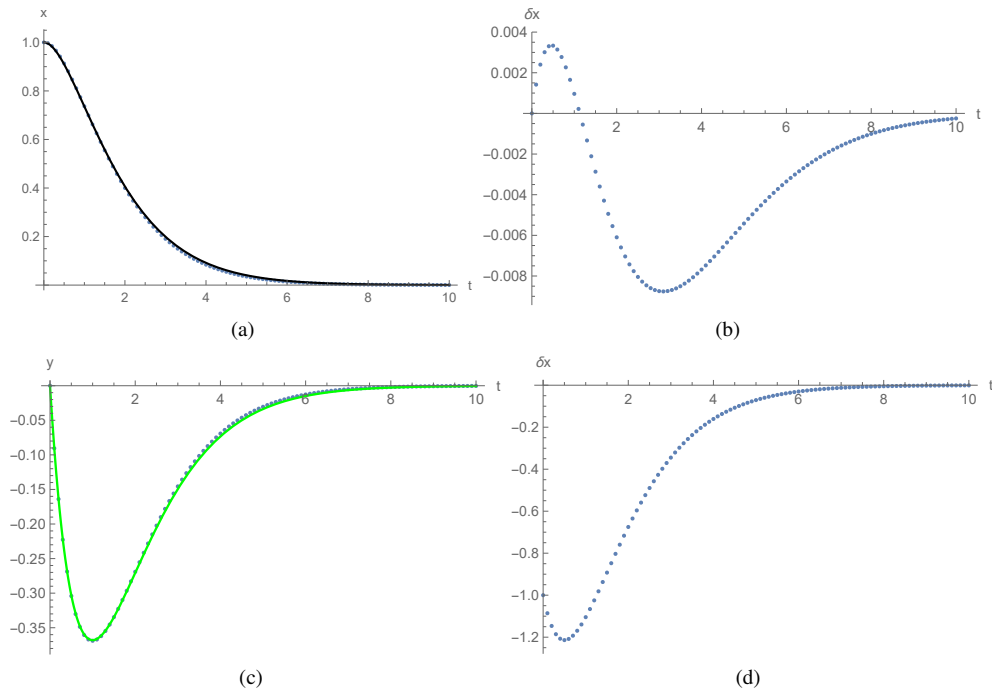 x
1.0
0.8
0.6
0.4
0.2
2 4 6 8 10 t
(a)
δx
0.004
0.002
2 4 6 8 10 t
−0.002
−0.004
−0.006
−0.008
(b)
y
2 4 6 8 10 t
−0.05
−0.10
−0.15
−0.20
−0.25
−0.30
−0.35
(c)
δx
2 4 6 8 10 t
−0.2
−0.4
−0.6
−0.8
−1.0
−1.2
(d)